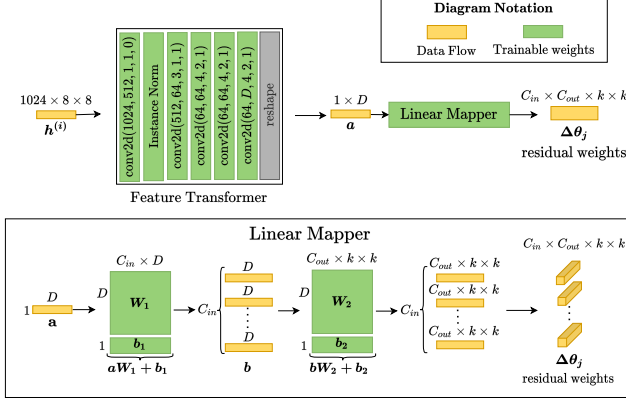 Diagram Notation
Data Flow
Trainable weights
1024 × 8 × 8
h^(i)
conv2d(1024, 512, 1, 1, 0)
Instance Norm
conv2d(512, 64, 3, 1, 1)
conv2d(64, 64, 4, 2, 1)
conv2d(64, 64, 4, 2, 1)
conv2d(64, D, 4, 2, 1)
reshape
Feature Transformer
1 × D
a
Linear Mapper
C_in × C_out × k × k
Δθ_j
residual weights
Linear Mapper
D
1
a
C_in × D
D
W_1
1
b_1
aW_1 + b_1
C_in
D
D
D
b
C_out × k × k
D
W_2
1
b_2
bW_2 + b_2
C_in
C_out × k × k
C_out × k × k
C_out × k × k
C_in × C_out × k × k
Δθ_j
residual weights